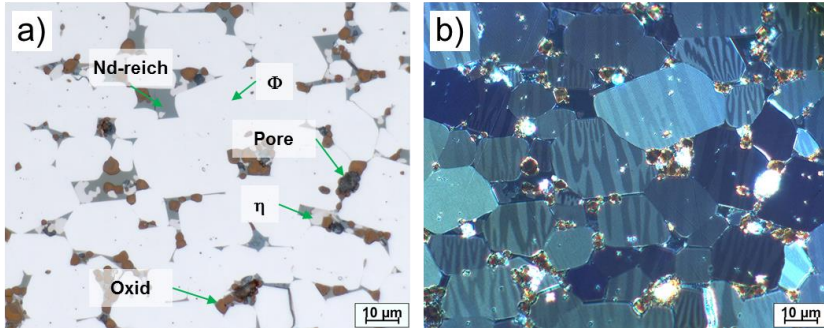 a)
Nd-reich
Φ
Pore
η
Oxid
10 µm
b)
10 µm